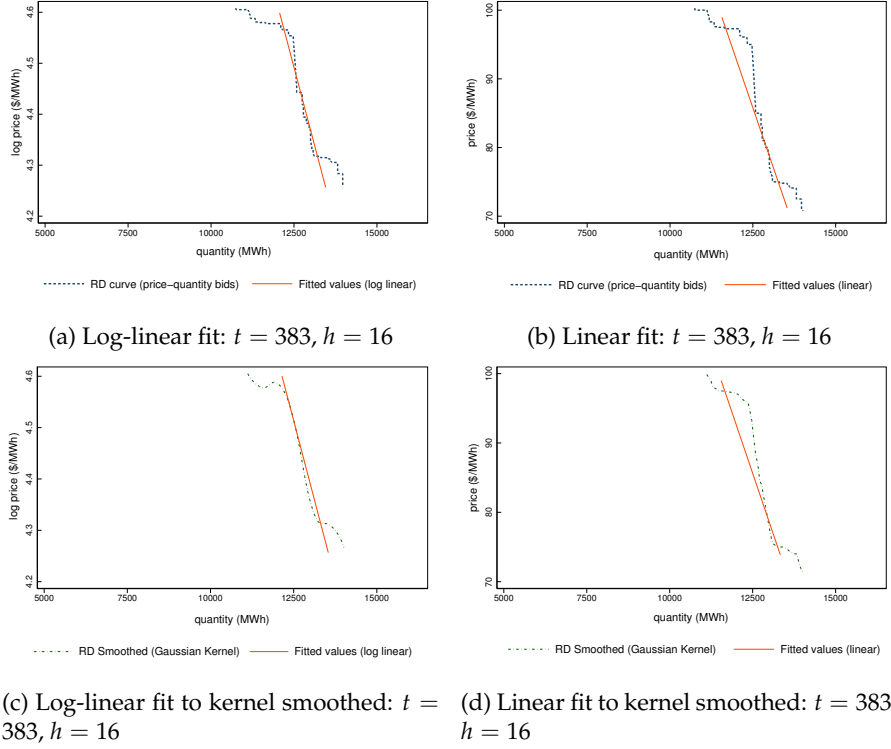 4.6
4.5
4.4
4.3
4.2
log price ($/MWh)
5000 7500 10000 12500 15000
quantity (MWh)
RD curve (price−quantity bids) Fitted values (log linear)
(a) Log-linear fit: t = 383, h = 16
100
90
80
70
price ($/MWh)
5000 7500 10000 12500 15000
quantity (MWh)
RD curve (price−quantity bids) Fitted values (linear)
(b) Linear fit: t = 383, h = 16
4.6
4.5
4.4
4.3
4.2
log price ($/MWh)
5000 7500 10000 12500 15000
quantity (MWh)
RD Smoothed (Gaussian Kernel) Fitted values (log linear)
(c) Log-linear fit to kernel smoothed: t =
383, h = 16
100
90
80
70
price ($/MWh)
5000 7500 10000 12500 15000
quantity (MWh)
RD Smoothed (Gaussian Kernel) Fitted values (linear)
(d) Linear fit to kernel smoothed: t = 383
h = 16